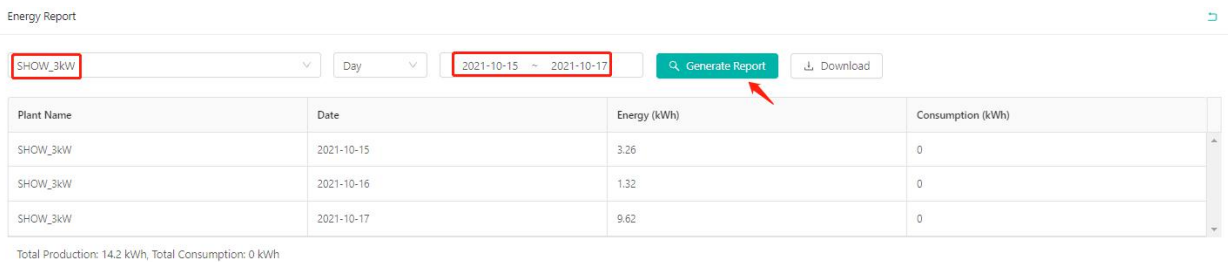 Energy Report
SHOW_3kW Day 2021-10-15 ~ 2021-10-17 Generate Report Download
Plant Name Date Energy (kWh) Consumption (kWh)
SHOW_3kW 2021-10-15 3.26 0
SHOW_3kW 2021-10-16 1.32 0
SHOW_3kW 2021-10-17 9.62 0
Total Production: 14.2 kWh, Total Consumption: 0 kWh